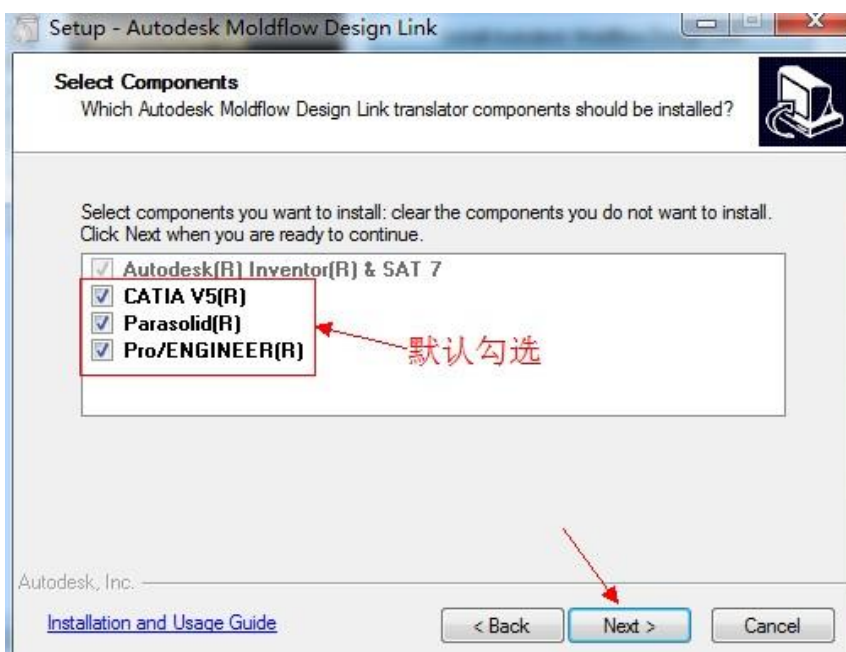 Setup - Autodesk Moldflow Design Link
Select Components
Which Autodesk Moldflow Design Link translator components should be installed?
Select components you want to install: clear the components you do not want to install.
Click Next when you are ready to continue.
Autodesk(R) Inventor(R) & SAT 7
CATIA V5(R)
Parasolid(R)
Pro/ENGINEER(R)
默认勾选
Autodesk, Inc.
Installation and Usage Guide
< Back
Next >
Cancel